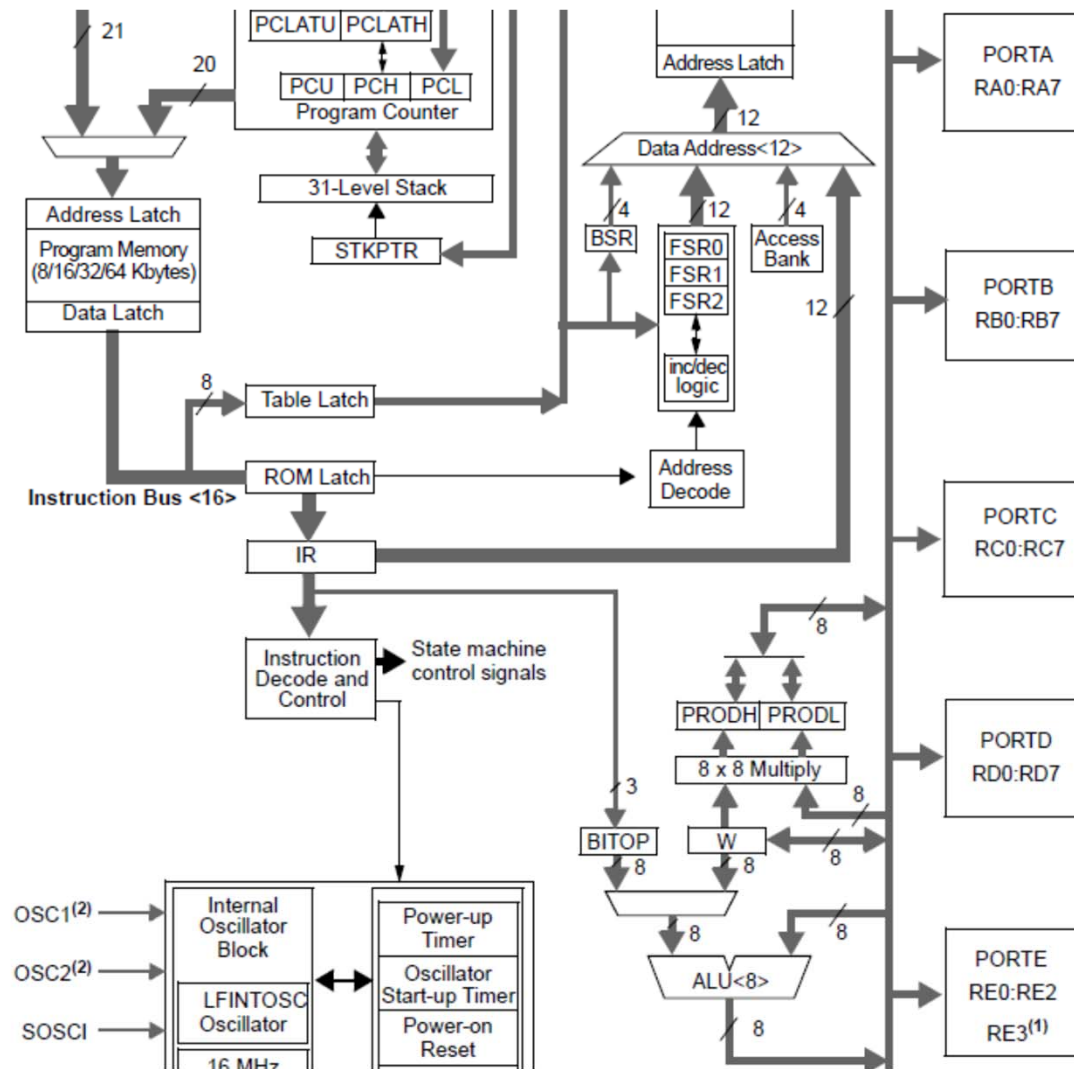 21
20
PCLATU PCLATH
PCU PCH PCL
Program Counter
31-Level Stack
STKPTR
Address Latch
Program Memory
(8/16/32/64 Kbytes)
Data Latch
8
Table Latch
ROM Latch
Instruction Bus <16>
IR
Instruction
Decode and
Control
State machine
control signals
Address Latch
12
Data Address<12>
4
12
4
BSR
FSR0
FSR1
FSR2
inc/dec
logic
Access
Bank
12
Address
Decode
8
PRODH PRODL
8 x 8 Multiply
3
8
BITOP
W
8
8
8
8
8
ALU<8>
8
OSC1(2)
OSC2(2)
SOSCI
Internal
Oscillator
Block
LFINTOSC
Oscillator
16 MHz
Power-up
Timer
Oscillator
Start-up Timer
Power-on
Reset
PORTA
RA0:RA7
PORTB
RB0:RB7
PORTC
RC0:RC7
PORTD
RD0:RD7
PORTE
RE0:RE2
RE3(1)